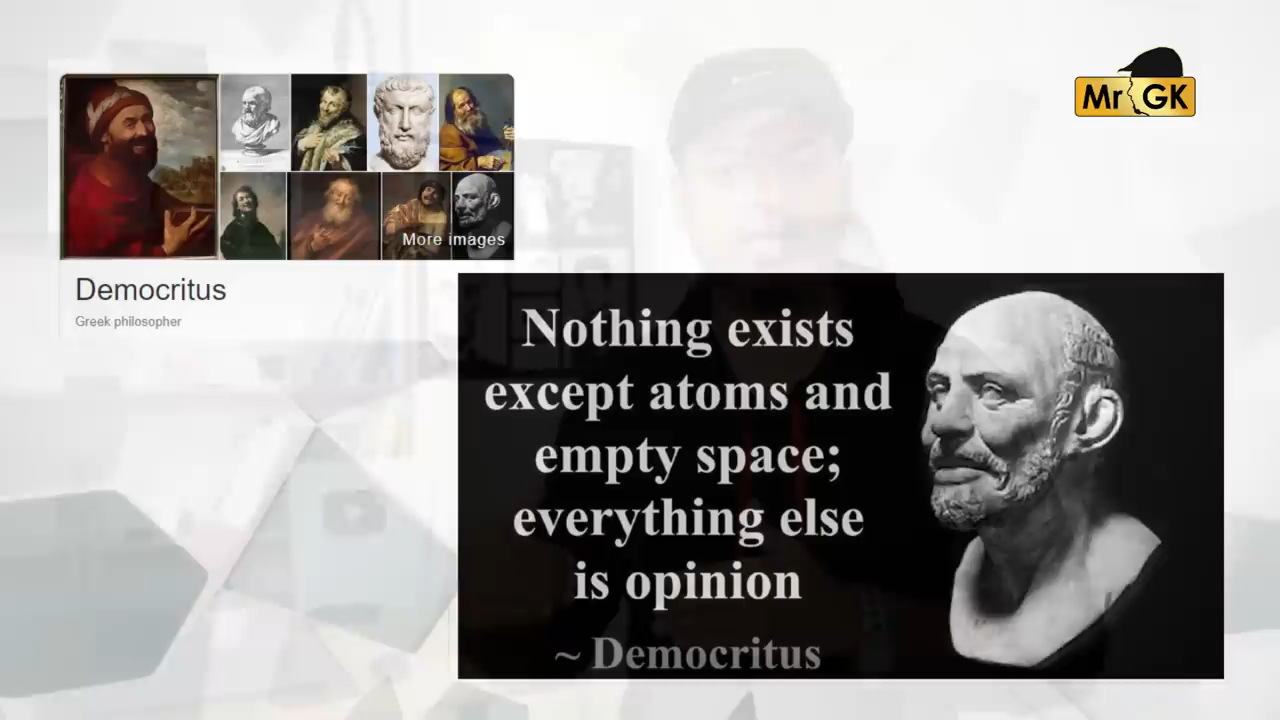 Mr GK
More images
Democritus
Greek philosopher
Nothing exists
except atoms and
empty space;
everything else
is opinion
~ Democritus